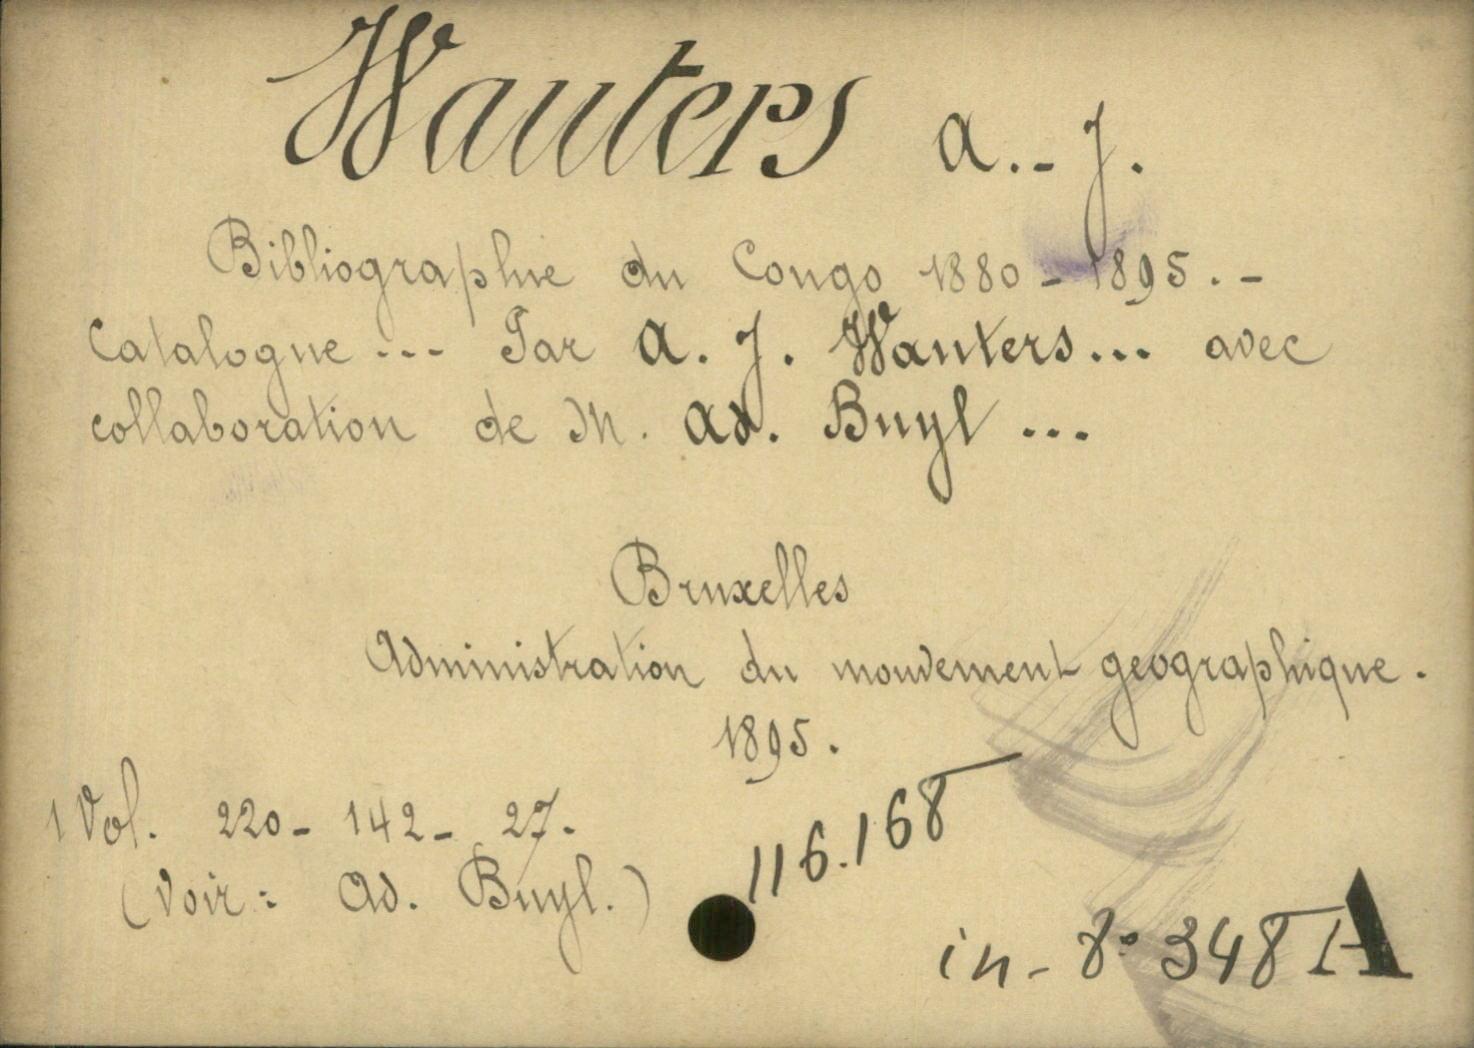 Wauters A.-J.
Bibliographie du Congo 1880-1895.-
Catalogue --- Par A. J. Wauters... avec
collaboration de M. Ad. Buyl ...
Bruxelles
Administration du mouvement géographique.
1895.
1 Vol. 220- 142- 27.
(Voir: Ad. Buyl.)
116.168
in-8° 348 A